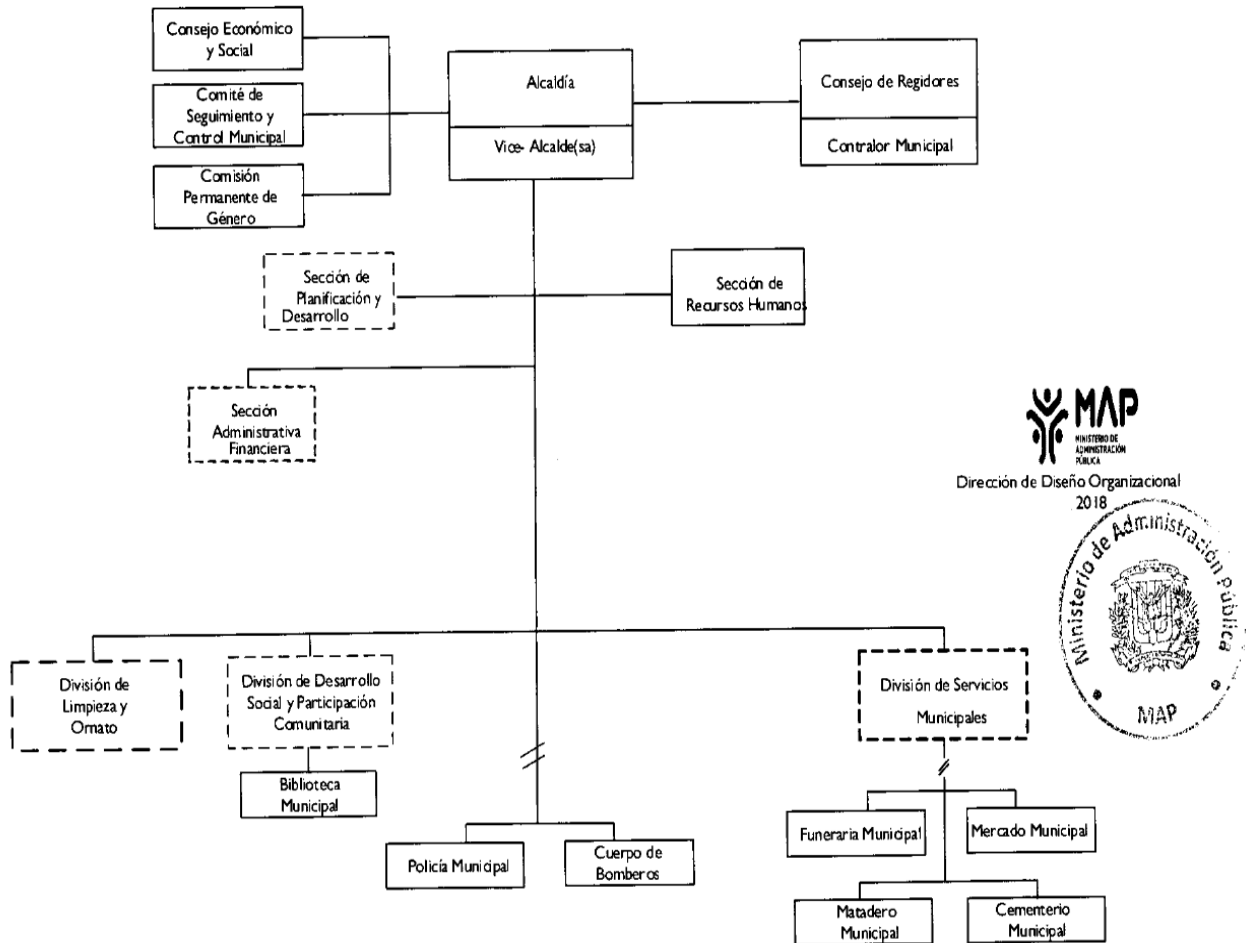 Consejo Económico
y Social
Comité de
Seguimiento y
Control Municipal
Comisión
Permanente de
Género
Alcaldía
Vice- Alcalde(sa)
Consejo de Regidores
Contralor Municipal
Sección de
Planificación y
Desarrollo
Sección de
Recursos Humanos
Sección
Administrativa
Financiera
MAP
MINISTERIO DE
ADMINISTRACIÓN
PÚBLICA
Dirección de Diseño Organizacional
2018
Ministerio de Administración Pública
MAP
División de
Limpieza y
Ornato
División de Desarrollo
Social y Participación
Comunitaria
Biblioteca
Municipal
División de Servicios
Municipales
Policía Municipal
Cuerpo de
Bomberos
Funeraria Municipal
Mercado Municipal
Matadero
Municipal
Cementerio
Municipal